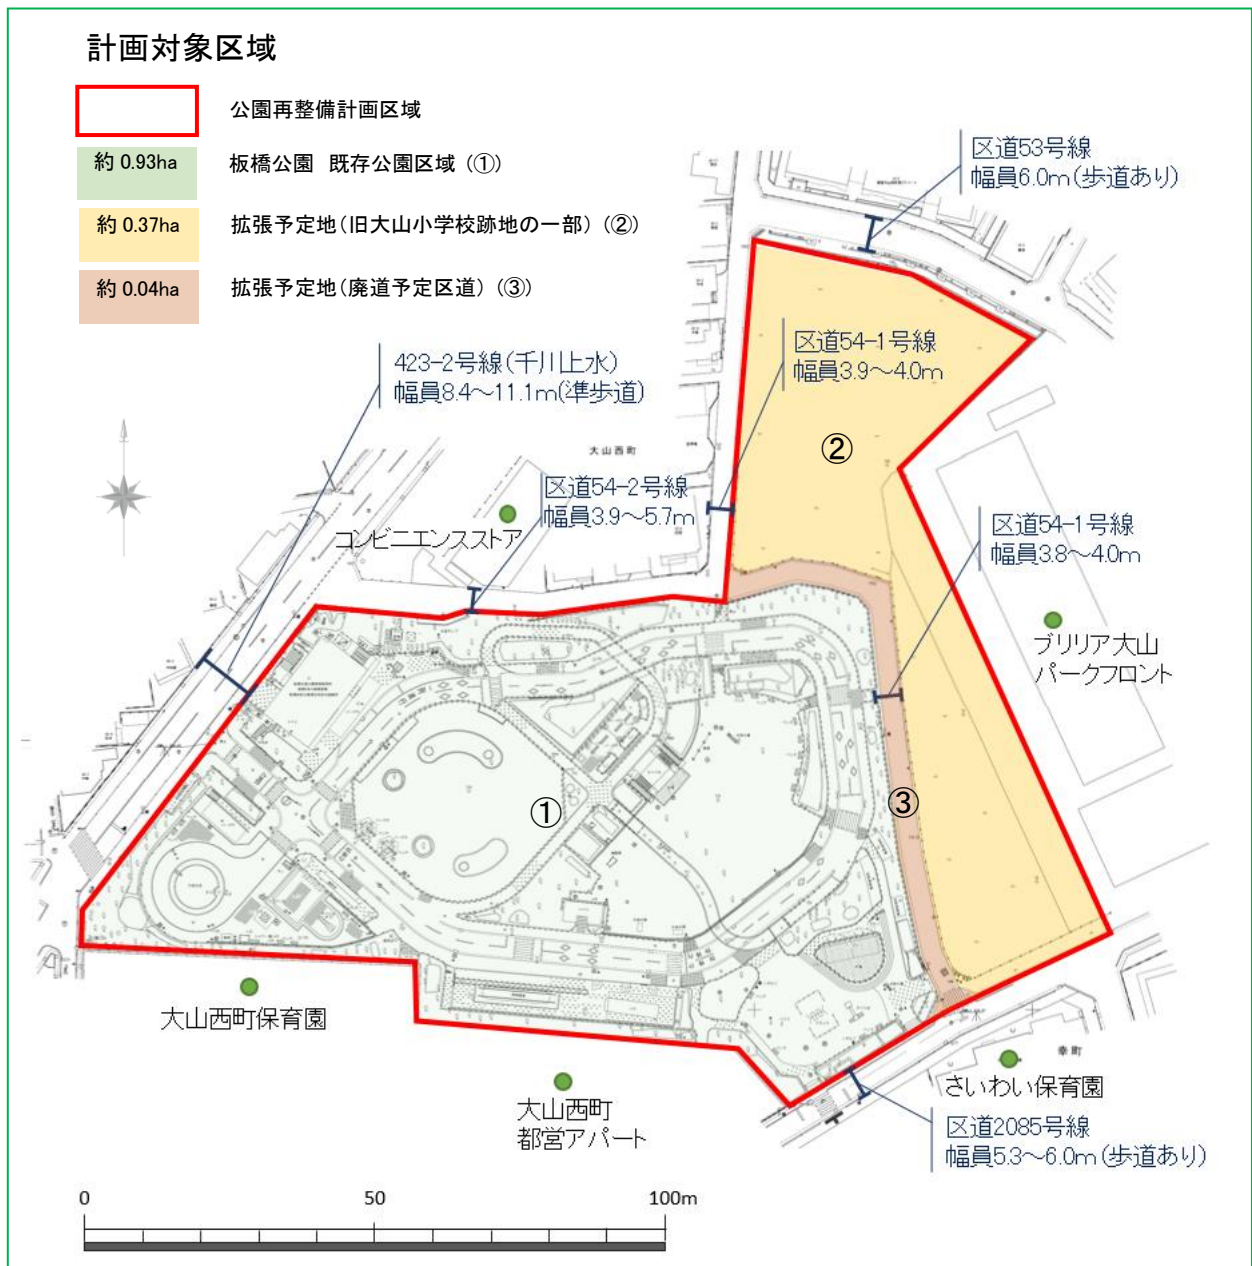 計画対象区域
公園再整備計画区域
約 0.93ha
板橋公園 既存公園区域 (①)
約 0.37ha
拡張予定地(旧大山小学校跡地の一部) (②)
約 0.04ha
拡張予定地(廃道予定区道) (③)
区道53号線
幅員6.0m(歩道あり)
区道54-1号線
幅員3.9～4.0m
423-2号線(千川上水)
幅員8.4～11.1m(準歩道)
大山西町
②
区道54-2号線
幅員3.9～5.7m
コンビニエンスストア
区道54-1号線
幅員3.8～4.0m
ブリリア大山
パークフロント
①
③
大山西町保育園
幸町
さいわい保育園
大山西町
都営アパート
区道2085号線
幅員5.3～6.0m(歩道あり)
0
50
100m